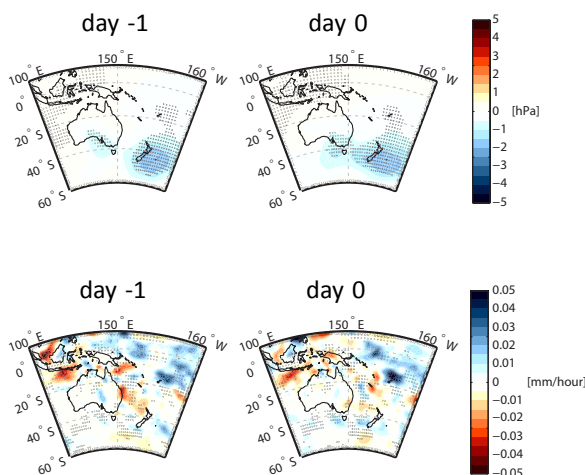 day -1
day 0
100° E
150° E
160° W
0°
20° S
40° S
60° S
100° E
150° E
160° W
0°
20° S
40° S
60° S
5
4
3
2
1
0
−1
−2
−3
−4
−5
[hPa]
day -1
day 0
100° E
150° E
160° W
0°
20° S
40° S
60° S
100° E
150° E
160° W
0°
20° S
40° S
60° S
0.05
0.04
0.03
0.02
0.01
0
−0.01
−0.02
−0.03
−0.04
−0.05
[mm/hour]